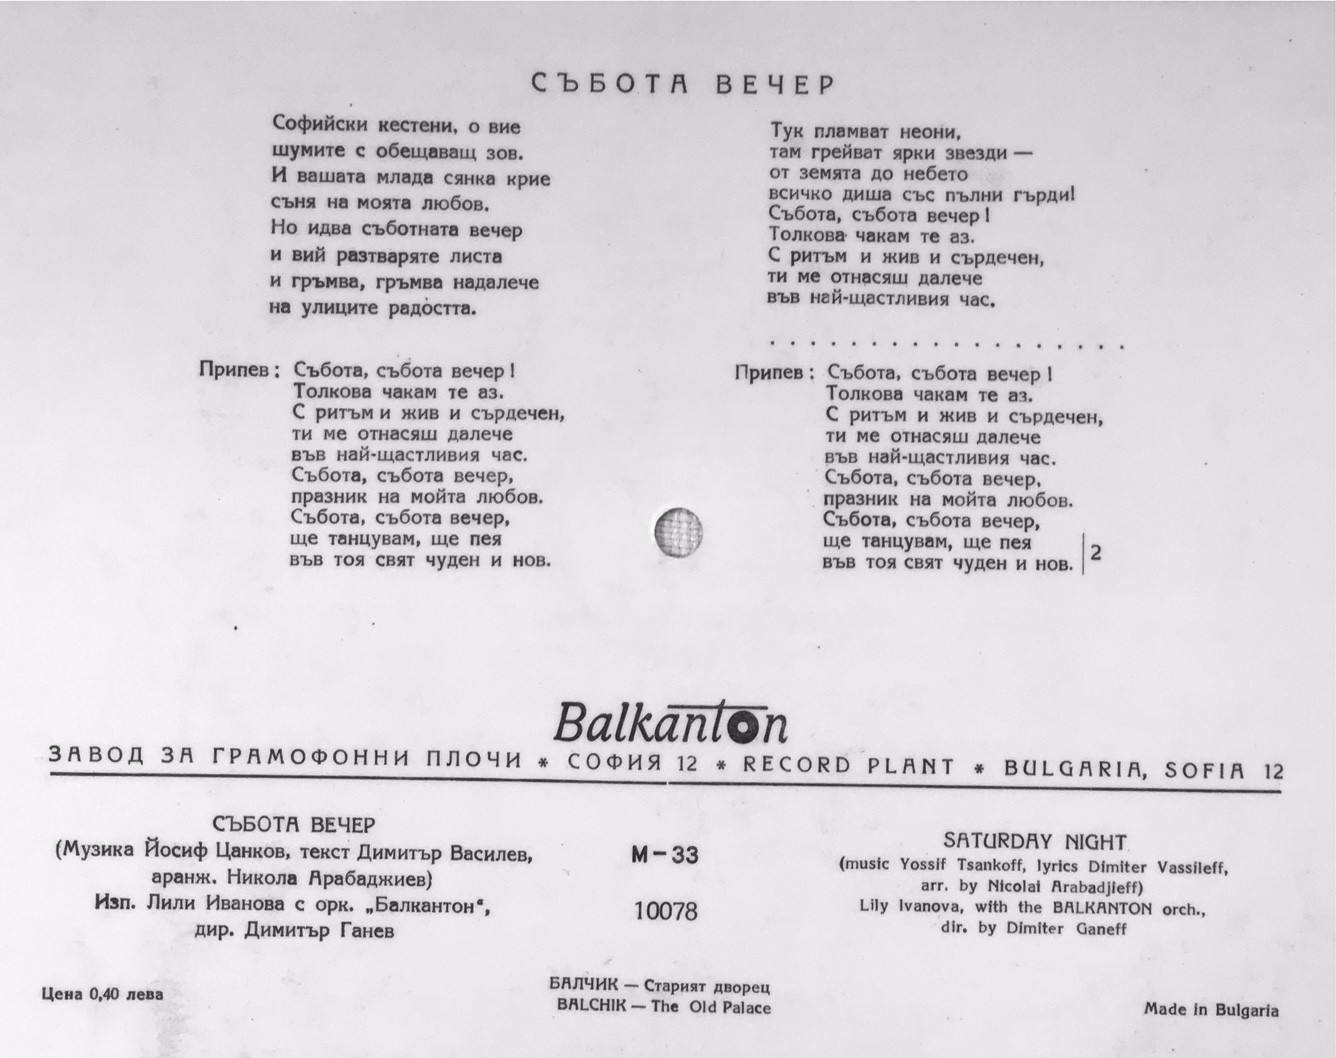 СЪБОТА ВЕЧЕР
Софийски кестени, о вие
шумите с обещаващ зов.
И вашата млада сянка крие
съня на моята любов.
Но идва съботната вечер
и вий разтваряте листа
и гръмва, гръмва надалече
на улиците радостта.
Припев: Събота, събота вечер!
Толкова чакам те аз.
С ритъм и жив и сърдечен,
ти ме отнасяш далече
във най-щастливия час.
Събота, събота вечер,
празник на мойта любов.
Събота, събота вечер,
ще танцувам, ще пея
във тоя свят чуден и нов.
Тук пламват неони,
там грейват ярки звезди —
от земята до небето
всичко диша със пълни гърди!
Събота, събота вечер!
Толкова чакам те аз.
С ритъм и жив и сърдечен,
ти ме отнасяш далече
във най-щастливия час.
. . . . . . . . . . . . . . . . . .
Припев: Събота, събота вечер!
Толкова чакам те аз.
С ритъм и жив и сърдечен,
ти ме отнасяш далече
във най-щастливия час.
Събота, събота вечер,
празник на мойта любов.
Събота, събота вечер,
ще танцувам, ще пея
във тоя свят чуден и нов. | 2
Balkanton
ЗАВОД ЗА ГРАМОФОННИ ПЛОЧИ * СОФИЯ 12 * RECORD PLANT * BULGARIA, SOFIA 12
СЪБОТА ВЕЧЕР
(Музика Йосиф Цанков, текст Димитър Василев,
аранж. Никола Арабаджиев)
Изп. Лили Иванова с орк. „Балкантон“,
дир. Димитър Ганев
М-33
10078
SATURDAY NIGHT
(music Yossif Tsankoff, lyrics Dimiter Vassileff,
arr. by Nicolai Arabadjieff)
Lily Ivanova, with the BALKANTON orch.,
dir. by Dimiter Ganeff
Цена 0,40 лева
БАЛЧИК — Старият дворец
BALCHIK — The Old Palace
Made in Bulgaria